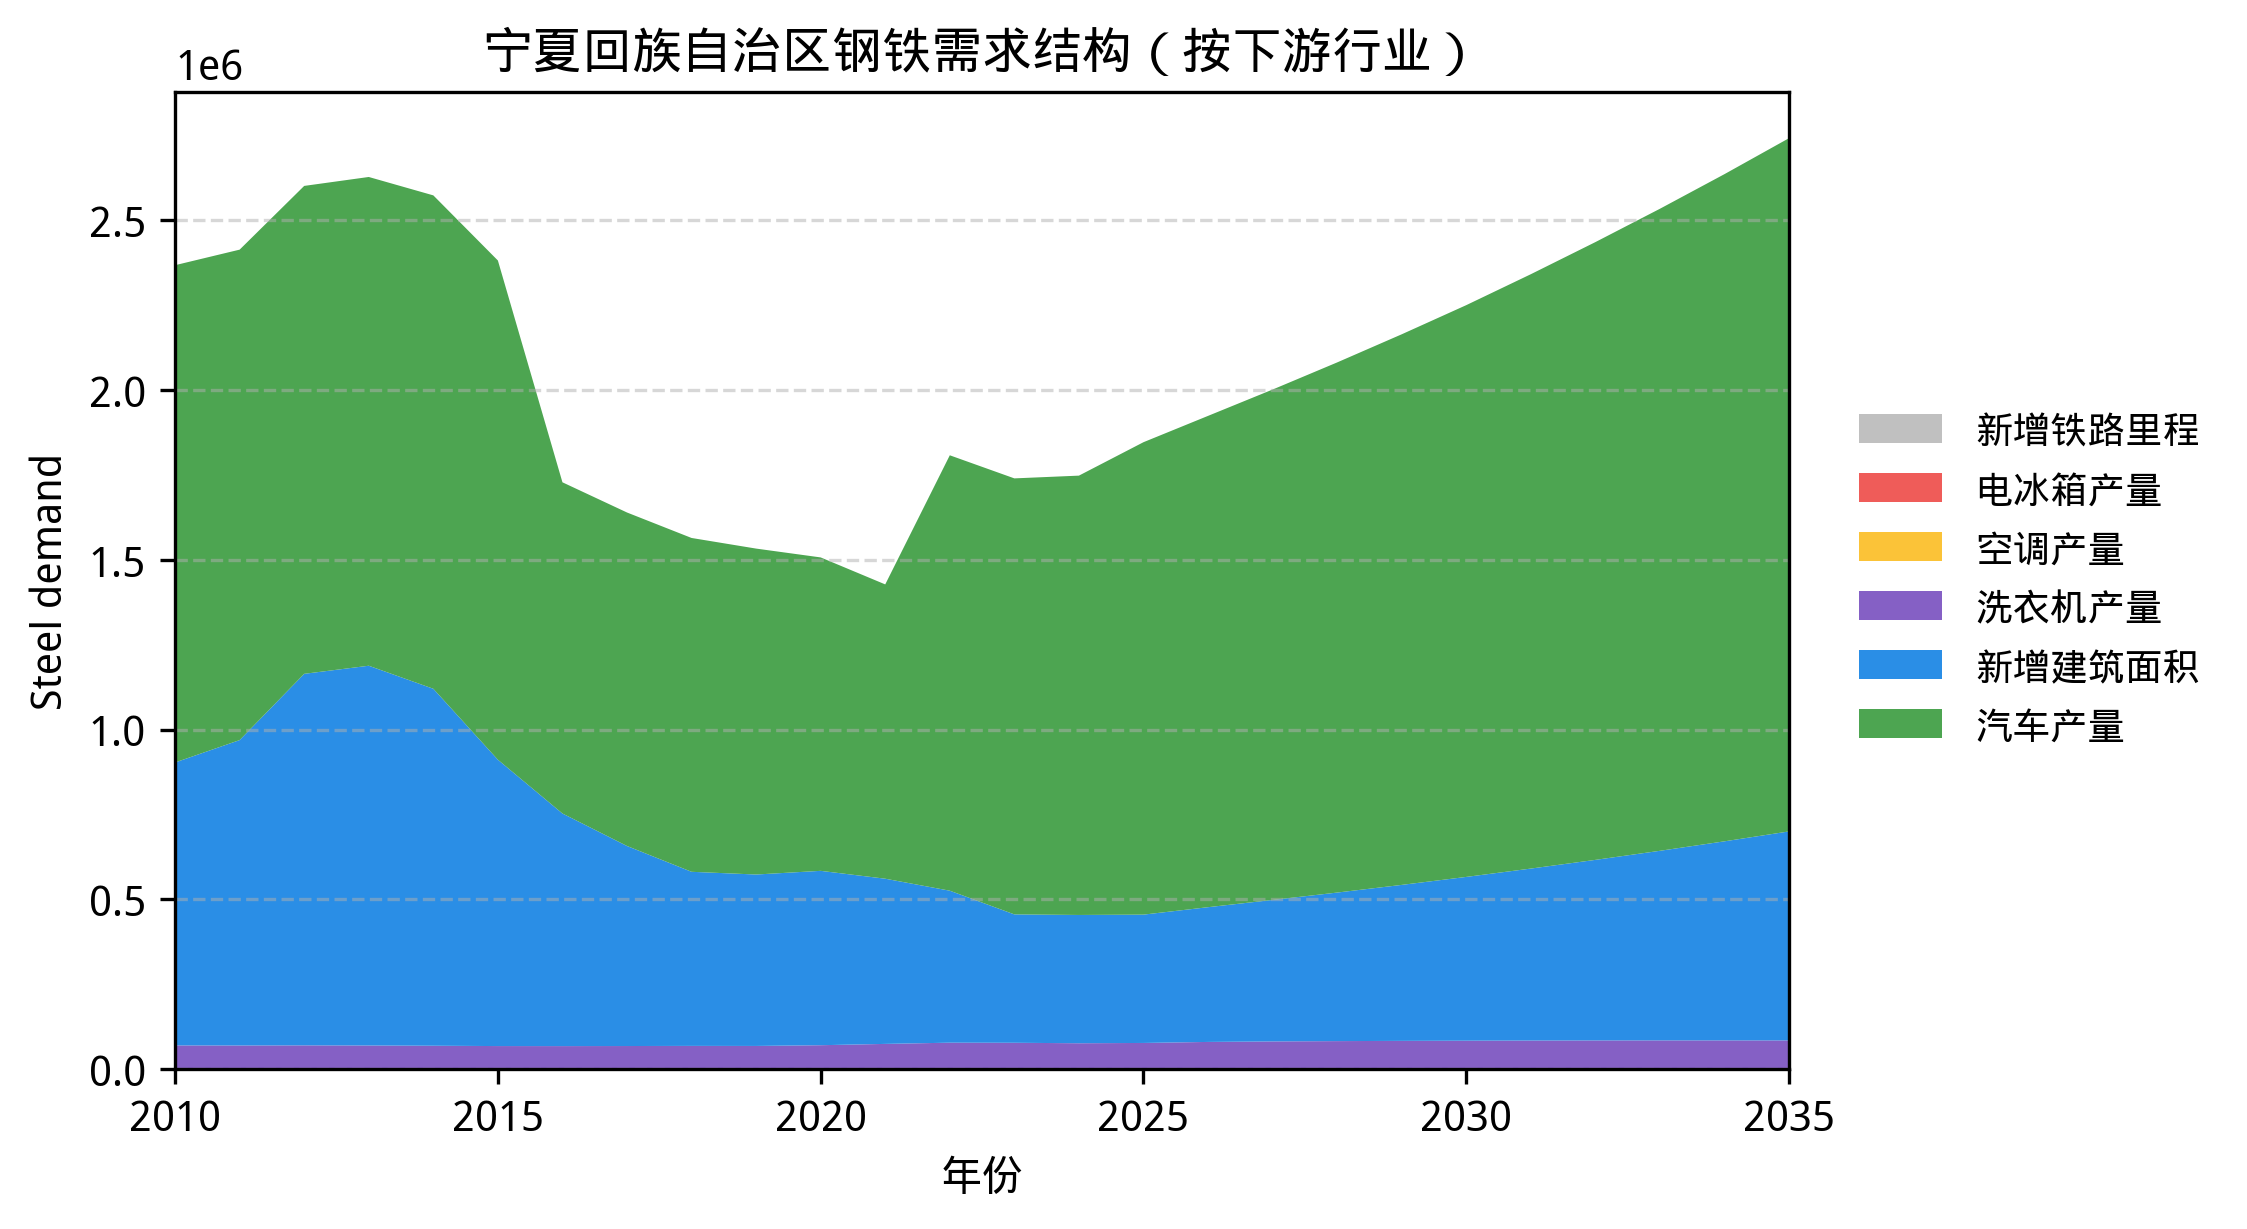 宁夏回族自治区钢铁需求结构（按下游行业）
1e6
2.5
2.0
1.5
1.0
0.5
0.0
Steel demand
2010 2015 2020 2025 2030 2035
年份
新增铁路里程
电冰箱产量
空调产量
洗衣机产量
新增建筑面积
汽车产量